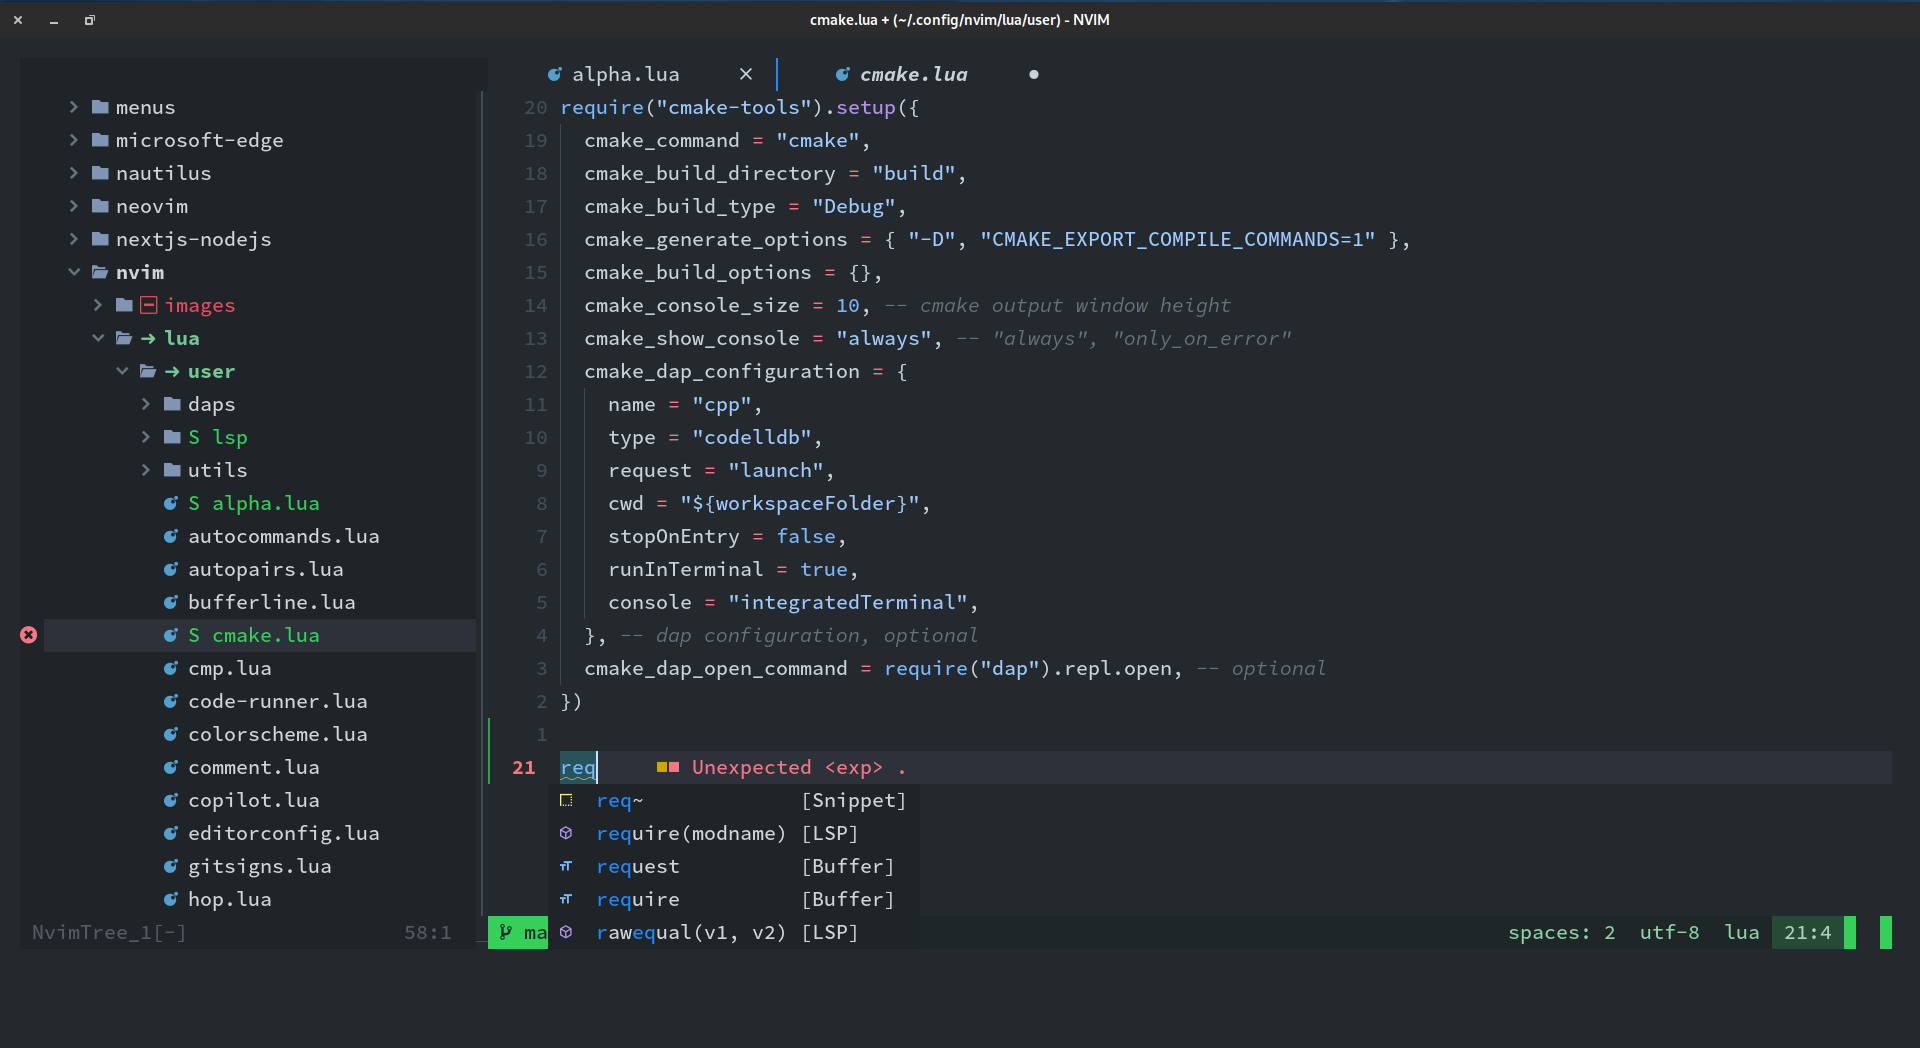 cmake.lua + (~/.config/nvim/lua/user) - NVIM
alpha.lua
cmake.lua
menus
microsoft-edge
nautilus
neovim
nextjs-nodejs
nvim
images
lua
user
daps
S lsp
utils
S alpha.lua
autocommands.lua
autopairs.lua
bufferline.lua
S cmake.lua
cmp.lua
code-runner.lua
colorscheme.lua
comment.lua
copilot.lua
editorconfig.lua
gitsigns.lua
hop.lua
NvimTree_1[-] 58:1
20 require("cmake-tools").setup({
19 cmake_command = "cmake",
18 cmake_build_directory = "build",
17 cmake_build_type = "Debug",
16 cmake_generate_options = { "-D", "CMAKE_EXPORT_COMPILE_COMMANDS=1" },
15 cmake_build_options = {},
14 cmake_console_size = 10, -- cmake output window height
13 cmake_show_console = "always", -- "always", "only_on_error"
12 cmake_dap_configuration = {
11 name = "cpp",
10 type = "codelldb",
9 request = "launch",
8 cwd = "${workspaceFolder}",
7 stopOnEntry = false,
6 runInTerminal = true,
5 console = "integratedTerminal",
4 }, -- dap configuration, optional
3 cmake_dap_open_command = require("dap").repl.open, -- optional
2 })
1
21 req Unexpected <exp> .
req~ [Snippet]
require(modname) [LSP]
request [Buffer]
require [Buffer]
rawequal(v1, v2) [LSP]
ma
spaces: 2 utf-8 lua 21:4